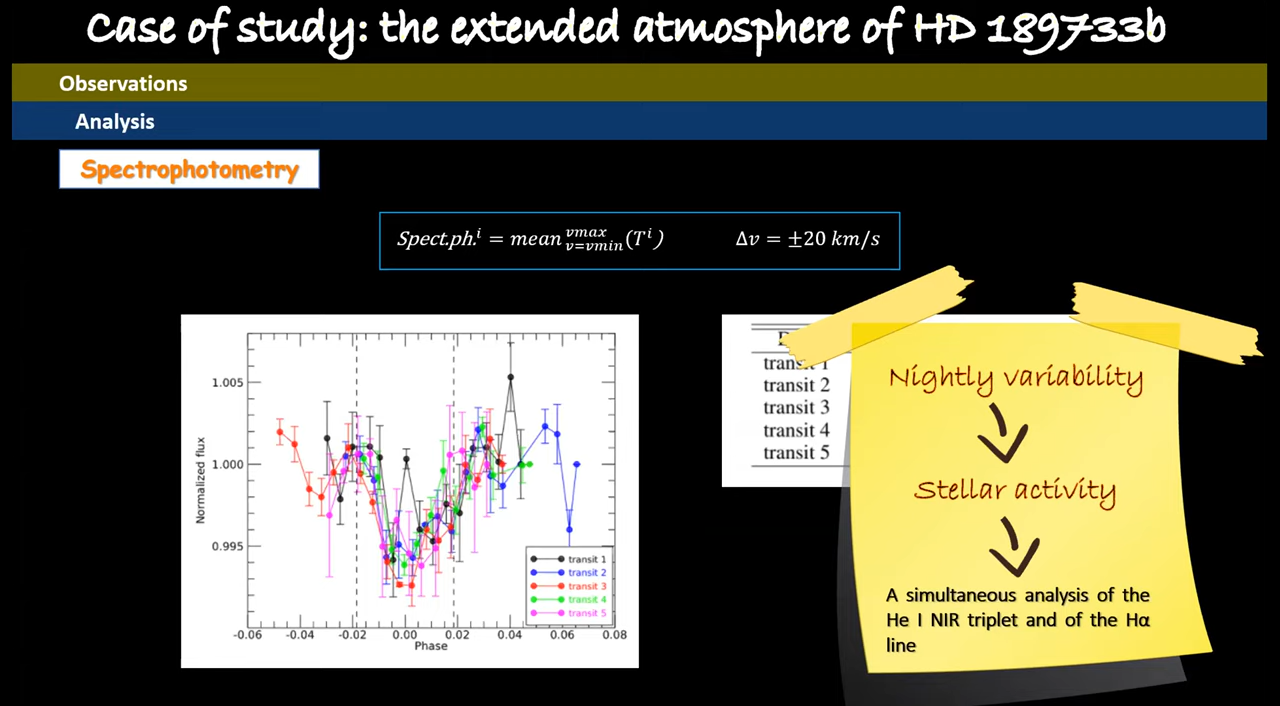 Case of study: the extended atmosphere of HD 189733b
Observations
Analysis
Spectrophotometry
Spect.ph.ⁱ = mean vmax v=vmin (Tⁱ) Δv = ±20 km/s
Normalized flux
1.005
1.000
0.995
transit 1
transit 2
transit 3
transit 4
transit 5
-0.06 -0.04 -0.02 0.00 0.02 0.04 0.06 0.08
Phase
transit 1
transit 2
transit 3
transit 4
transit 5
Nightly variability
Stellar activity
A simultaneous analysis of the
He I NIR triplet and of the Hα
line